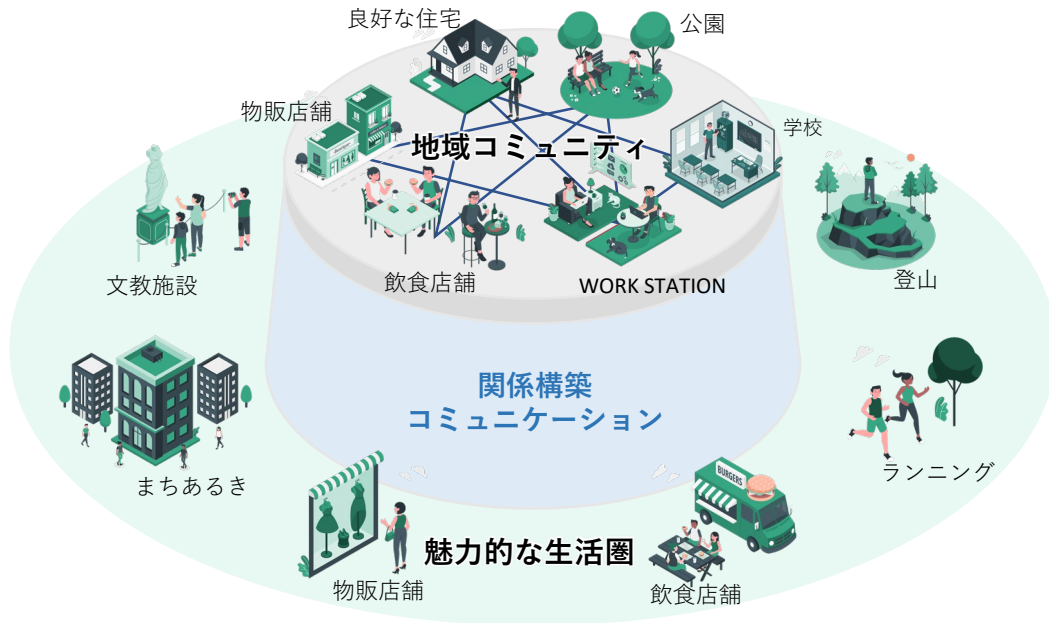 良好な住宅
公園
物販店舗
学校
地域コミュニティ
文教施設
飲食店舗
WORK STATION
登山
関係構築
コミュニケーション
まちあるき
ランニング
BURGERS
魅力的な生活圏
物販店舗
飲食店舗